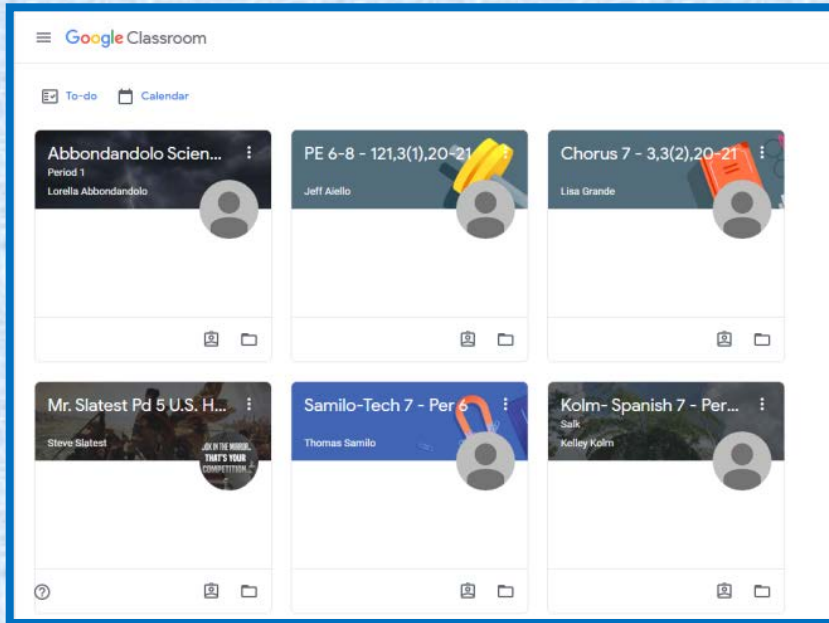 Google Classroom
To-do Calendar
Abbondandolo Scien...
Period 1
Lorella Abbondandolo
PE 6-8 - 121,3(1),20-21
Jeff Aiello
Chorus 7 - 3,3(2),20-21
Lisa Grande
Mr. Slatest Pd 5 U.S. H...
Steve Slatest
THAT'S YOUR
COMPETITION
Samilo-Tech 7 - Per 6
Thomas Samilo
Kolm- Spanish 7 - Per...
Salk
Kelley Kolm